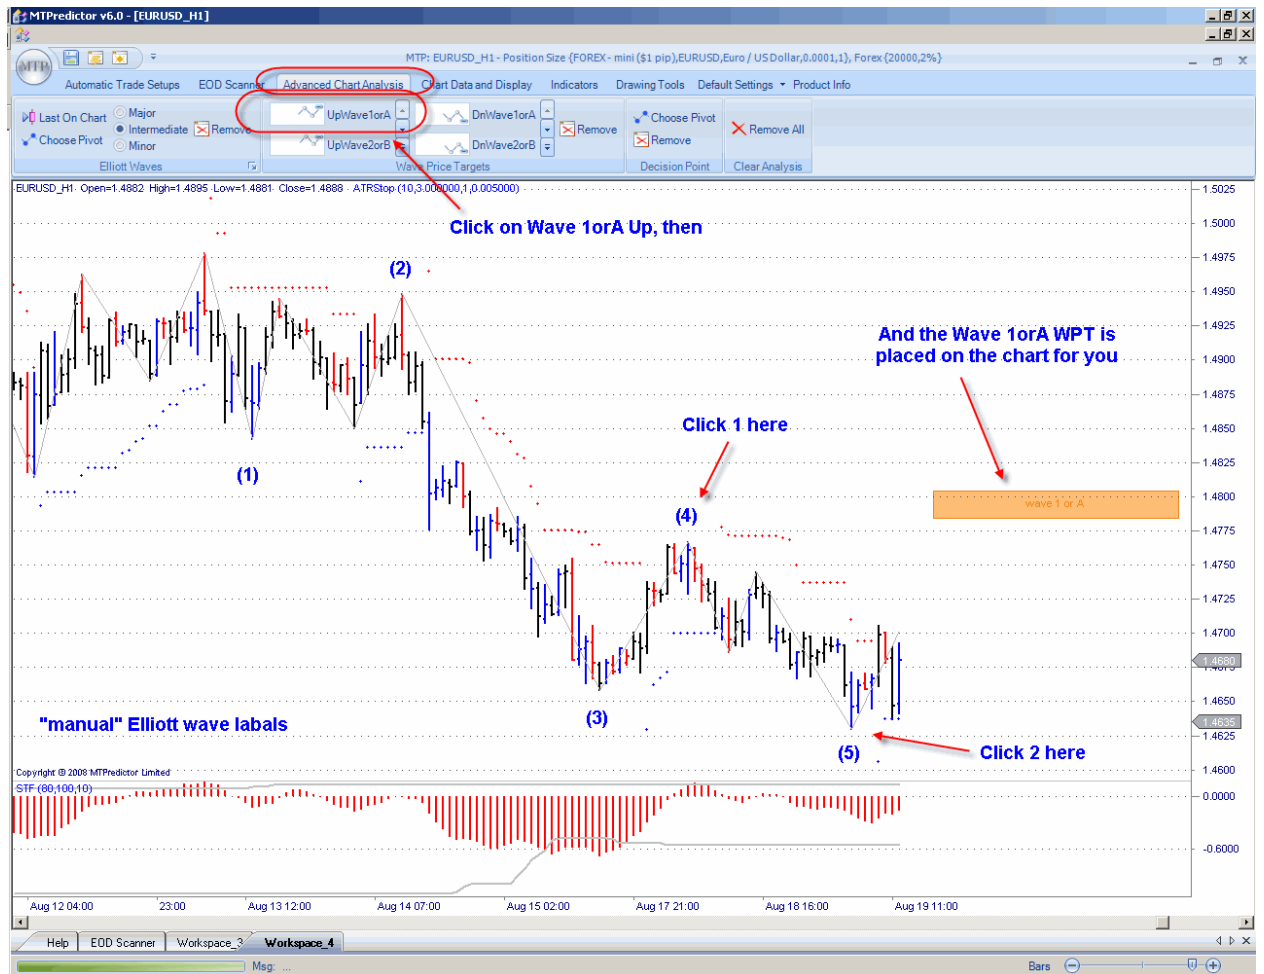 MTPredictor v6.0 - [EURUSD_H1]
MTP
MTP: EURUSD_H1 - Position Size {FOREX - mini ($1 pip),EURUSD,Euro / US Dollar,0.0001,1}, Forex {20000,2%}
Automatic Trade Setups EOD Scanner Advanced Chart Analysis Chart Data and Display Indicators Drawing Tools Default Settings Product Info
Last On Chart
Choose Pivot
Major
Intermediate
Minor
Remove
Elliott Waves
UpWave1orA
UpWave2orB
DnWave1orA
DnWave2orB
Remove
Wave Price Targets
Choose Pivot
Remove
Decision Point
Remove All
Clear Analysis
EURUSD_H1 Open=1.4882 High=1.4895 Low=1.4881 Close=1.4888 ATRStop (10,3.000000,1,0.005000)
Click on Wave 1orA Up, then
(2)
And the Wave 1orA WPT is
placed on the chart for you
Click 1 here
(1)
(4)
wave 1 or A
(3)
"manual" Elliott wave labals
(5)
Click 2 here
1.5025
1.5000
1.4975
1.4950
1.4925
1.4900
1.4875
1.4850
1.4825
1.4800
1.4775
1.4750
1.4725
1.4700
1.4680
1.4675
1.4650
1.4635
1.4625
1.4600
Copyright @ 2008 MTPredictor Limited
STF (80,100,10)
0.0000
-0.6000
Aug 12 04:00 23:00 Aug 13 12:00 Aug 14 07:00 Aug 15 02:00 Aug 17 21:00 Aug 18 16:00 Aug 19 11:00
Help EOD Scanner Workspace_3 Workspace_4
Msg: ...
Bars